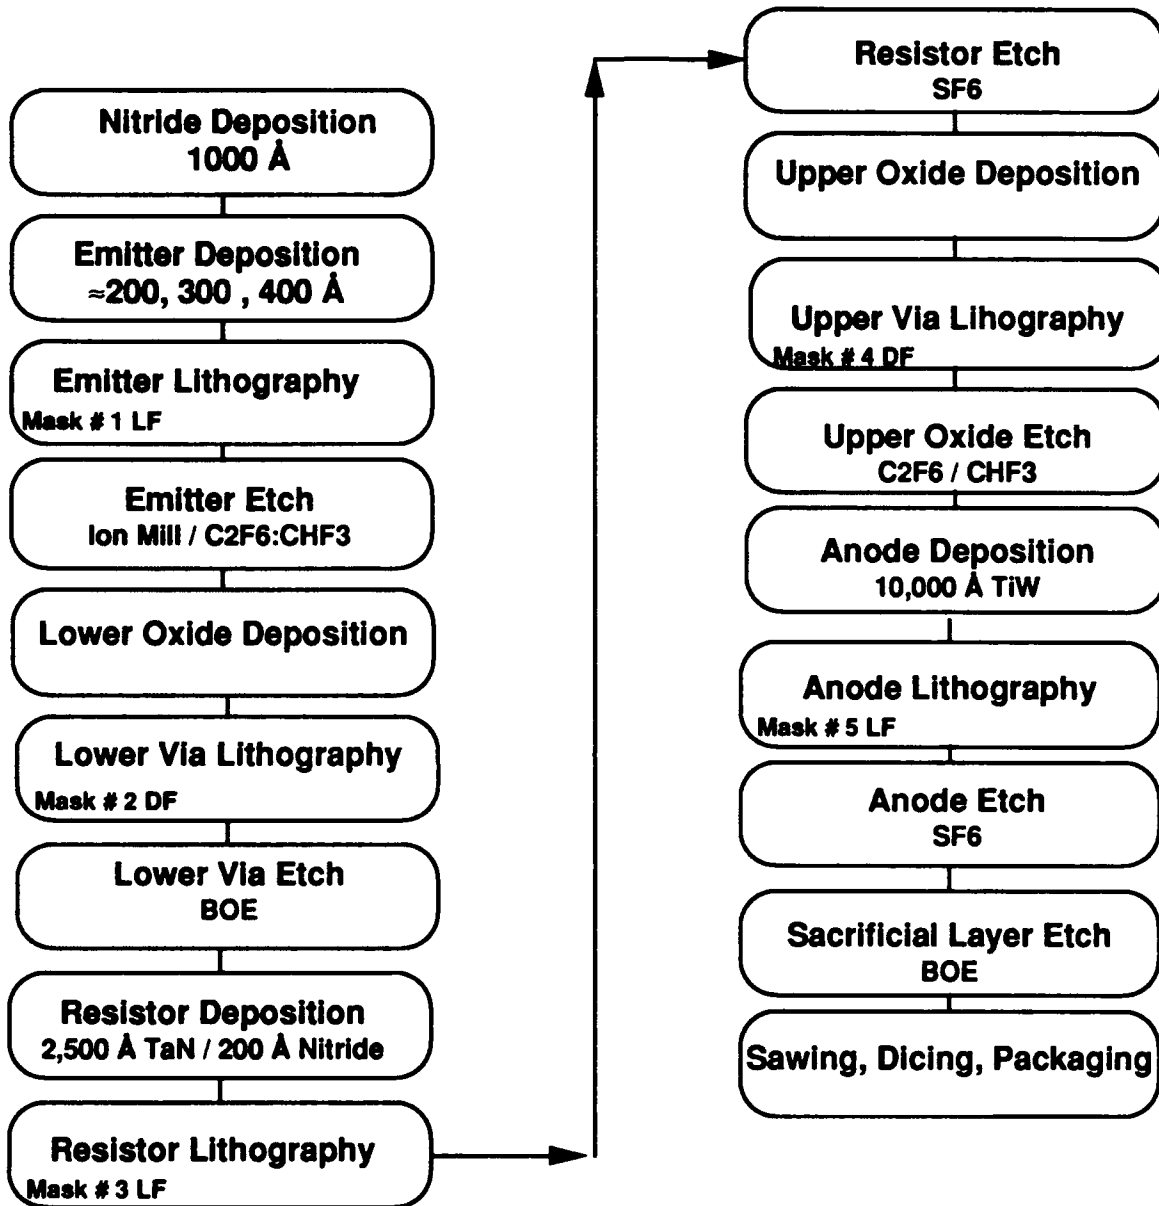 Nitride Deposition
1000 Å
Emitter Deposition
≈200, 300 , 400 Å
Emitter Lithography
Mask # 1 LF
Emitter Etch
Ion Mill / C2F6:CHF3
Lower Oxide Deposition
Lower Via Lithography
Mask # 2 DF
Lower Via Etch
BOE
Resistor Deposition
2,500 Å TaN / 200 Å Nitride
Resistor Lithography
Mask # 3 LF
Resistor Etch
SF6
Upper Oxide Deposition
Upper Via Lihography
Mask # 4 DF
Upper Oxide Etch
C2F6 / CHF3
Anode Deposition
10,000 Å TiW
Anode Lithography
Mask # 5 LF
Anode Etch
SF6
Sacrificial Layer Etch
BOE
Sawing, Dicing, Packaging